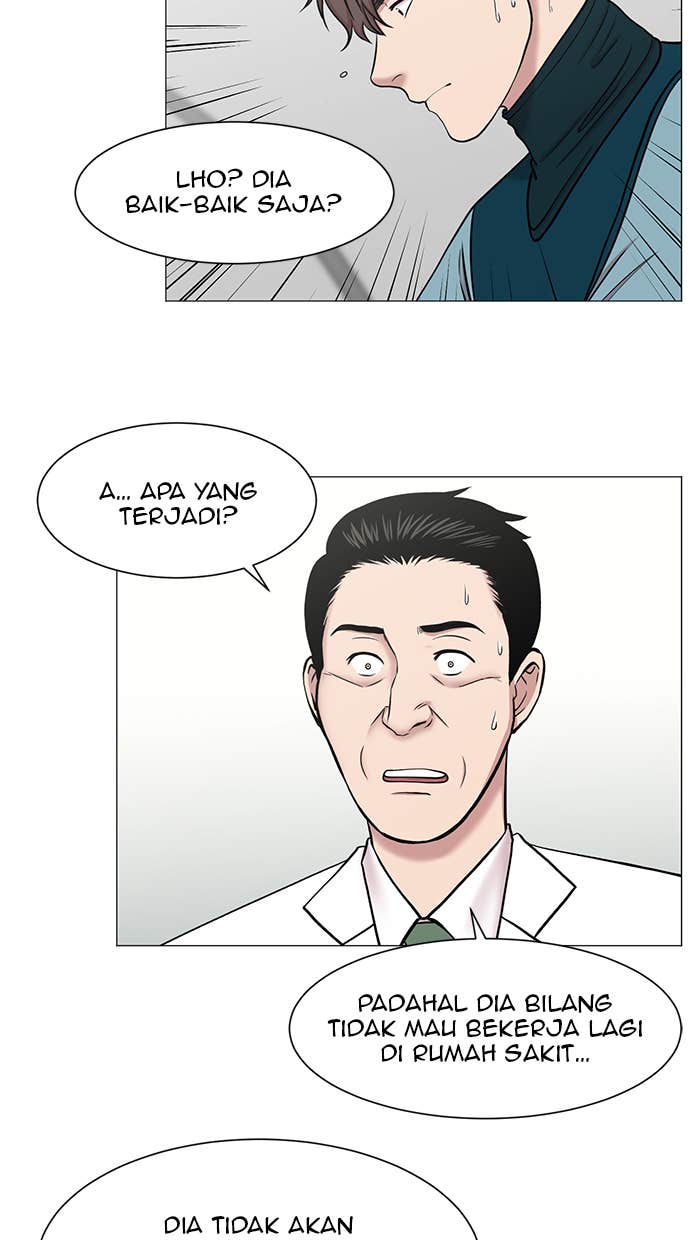 LHO? DIA
BAIK-BAIK SAJA?
A... APA YANG
TERJADI?
PADAHAL DIA BILANG
TIDAK MAU BEKERJA LAGI
DI RUMAH SAKIT...
DIA TIDAK AKAN